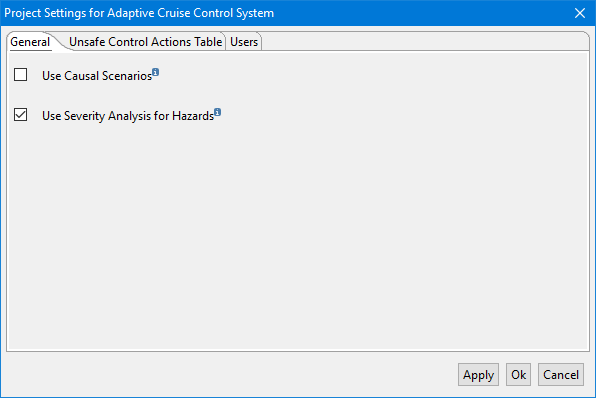 Project Settings for Adaptive Cruise Control System
General Unsafe Control Actions Table Users
Use Causal Scenarios
Use Severity Analysis for Hazards
Apply Ok Cancel